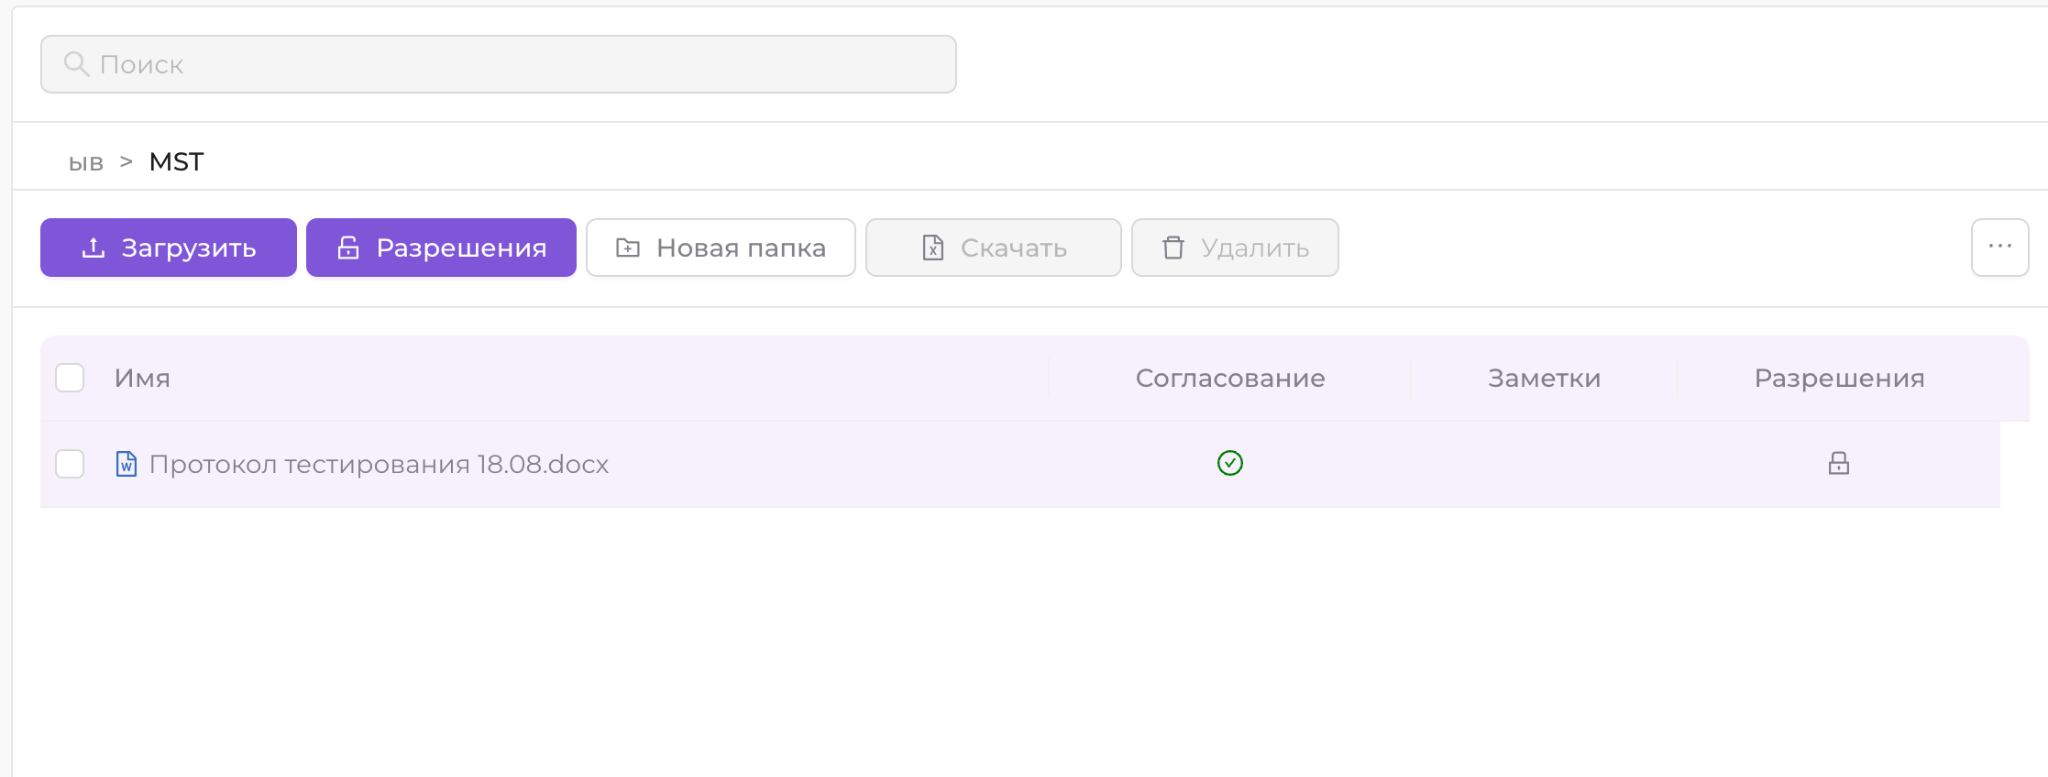 Поиск
ыв > MST
Загрузить Разрешения Новая папка Скачать Удалить ...
Имя Согласование Заметки Разрешения
Протокол тестирования 18.08.docx